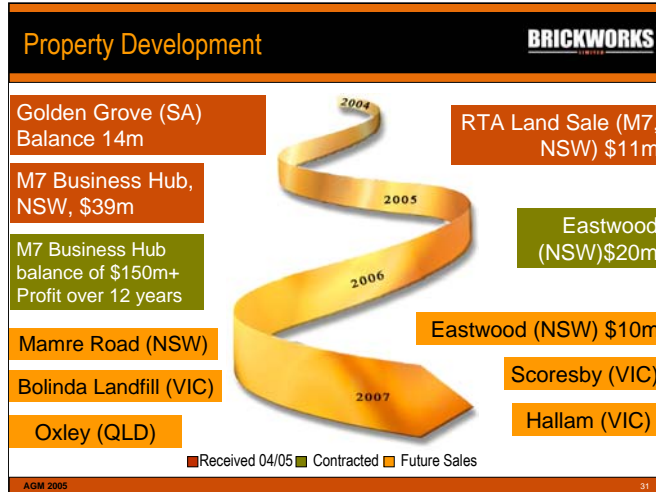 Property Development
BRICKWORKS
LIMITED
Golden Grove (SA)
Balance 14m
M7 Business Hub,
NSW, $39m
M7 Business Hub
balance of $150m+
Profit over 12 years
Mamre Road (NSW)
Bolinda Landfill (VIC)
Oxley (QLD)
2004
2005
2006
2007
RTA Land Sale (M7,
NSW) $11m
Eastwood
(NSW)$20m
Eastwood (NSW) $10m
Scoresby (VIC)
Hallam (VIC)
Received 04/05 Contracted Future Sales
AGM 2005
31